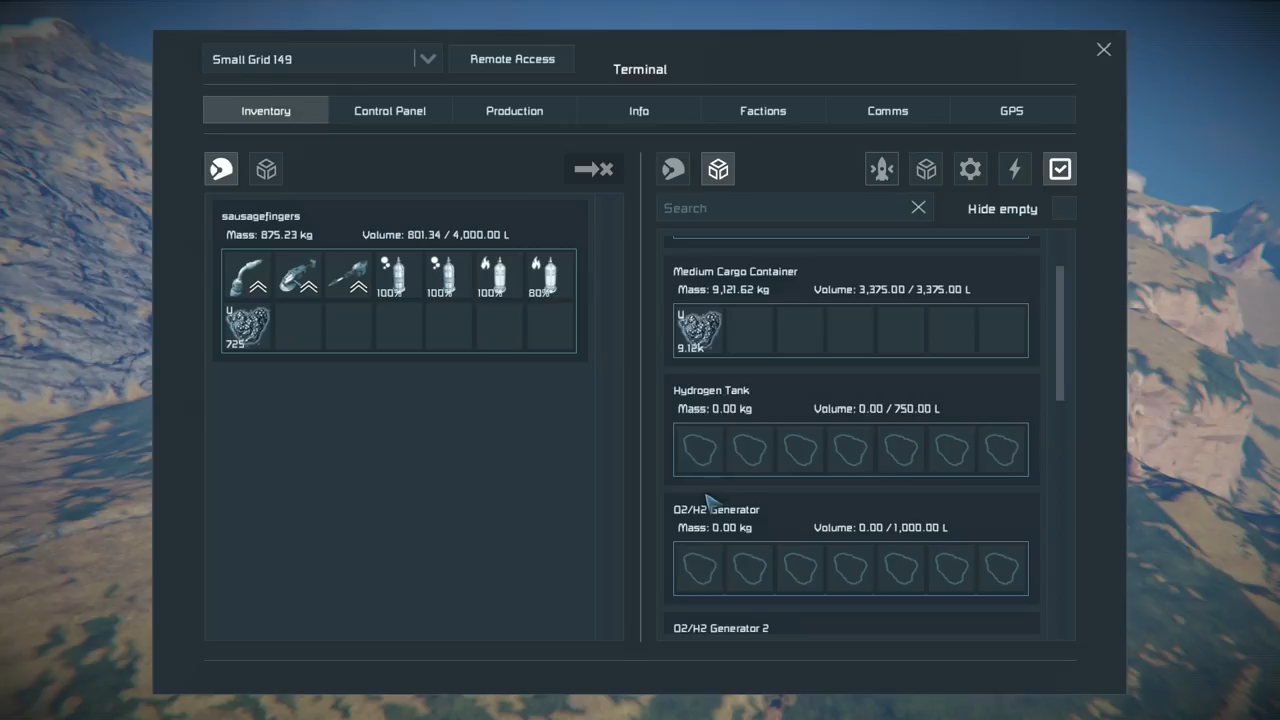 Small Grid 149
Remote Access
Terminal
Inventory
Control Panel
Production
Info
Factions
Comms
GPS
sausagefingers
Mass: 875.23 kg Volume: 801.34 / 4,000.00 L
100% 100% 100% 80%
U
725
Search
Hide empty
Medium Cargo Container
Mass: 9,121.62 kg Volume: 3,375.00 / 3,375.00 L
U
9.12k
Hydrogen Tank
Mass: 0.00 kg Volume: 0.00 / 750.00 L
O2/H2 Generator
Mass: 0.00 kg Volume: 0.00 / 1,000.00 L
O2/H2 Generator 2